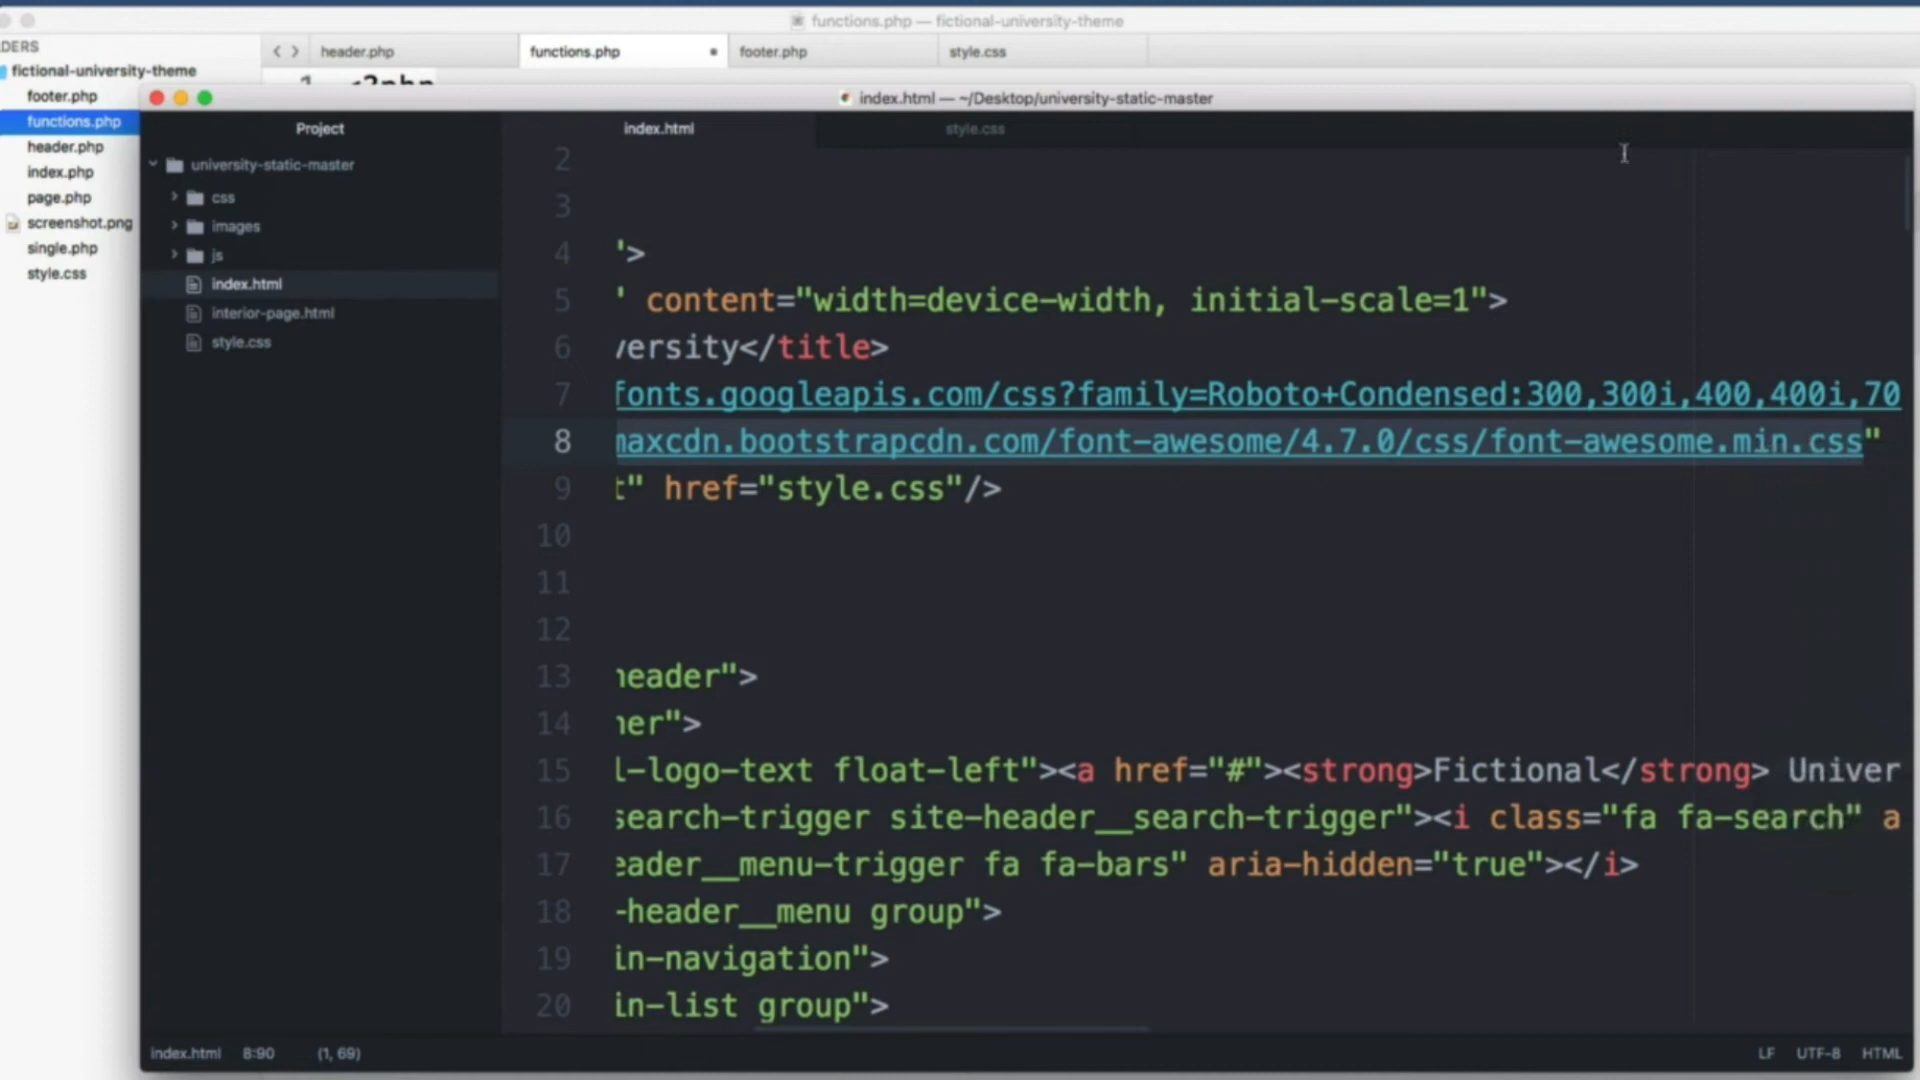 functions.php — fictional-university-theme
DERS
header.php
functions.php
footer.php
style.css
fictional-university-theme
footer.php
functions.php
header.php
index.php
page.php
screenshot.png
single.php
style.css
1 <?php
index.html — ~/Desktop/university-static-master
Project
index.html
style.css
university-static-master
css
images
js
index.html
interior-page.html
style.css
2
3
4 ">
5 " content="width=device-width, initial-scale=1">
6 versity</title>
7 fonts.googleapis.com/css?family=Roboto+Condensed:300,300i,400,400i,70
8 maxcdn.bootstrapcdn.com/font-awesome/4.7.0/css/font-awesome.min.css"
9 t" href="style.css"/>
10
11
12
13 header">
14 ner">
15 l-logo-text float-left"><a href="#"><strong>Fictional</strong> Univer
16 search-trigger site-header__search-trigger"><i class="fa fa-search" a
17 eader__menu-trigger fa fa-bars" aria-hidden="true"></i>
18 -header__menu group">
19 in-navigation">
20 in-list group">
index.html 8:90 (1, 69) LF UTF-8 HTML